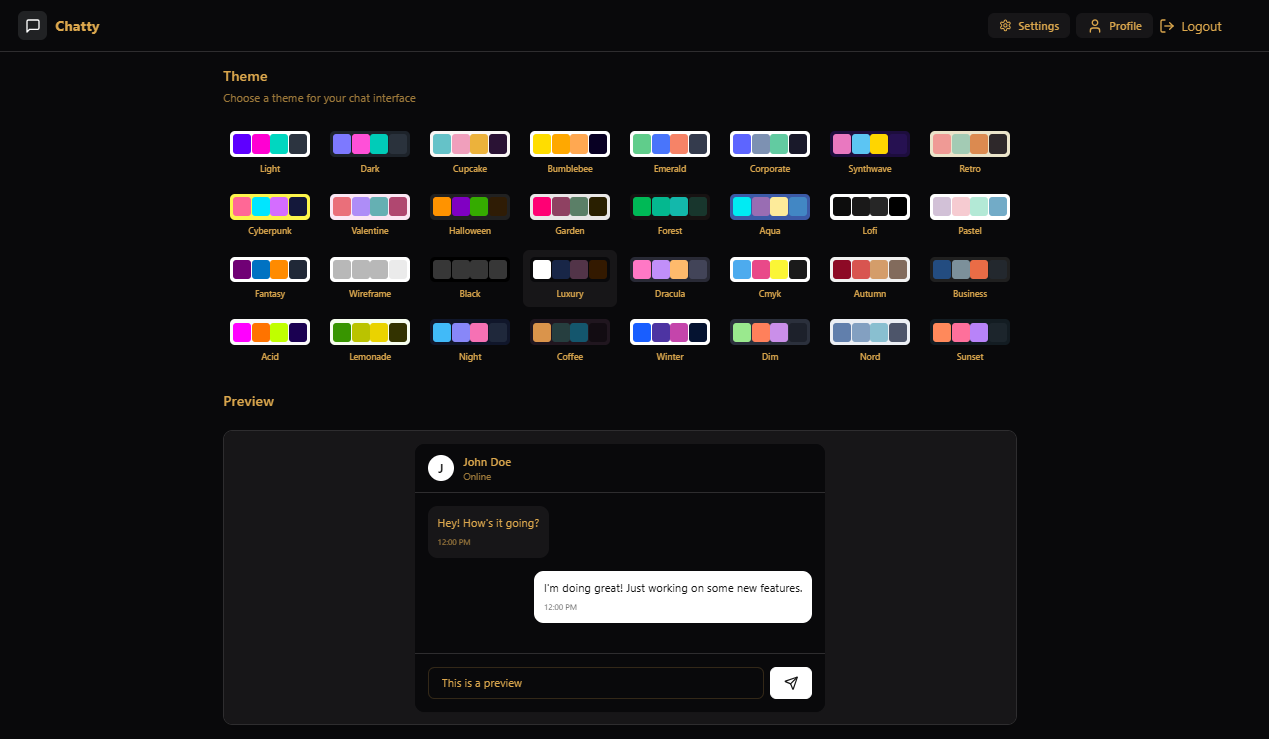 Chatty
Settings
Profile
Logout
Theme
Choose a theme for your chat interface
Light
Dark
Cupcake
Bumblebee
Emerald
Corporate
Synthwave
Retro
Cyberpunk
Valentine
Halloween
Garden
Forest
Aqua
Lofi
Pastel
Fantasy
Wireframe
Black
Luxury
Dracula
Cmyk
Autumn
Business
Acid
Lemonade
Night
Coffee
Winter
Dim
Nord
Sunset
Preview
J
John Doe
Online
Hey! How's it going?
12:00 PM
I'm doing great! Just working on some new features.
12:00 PM
This is a preview